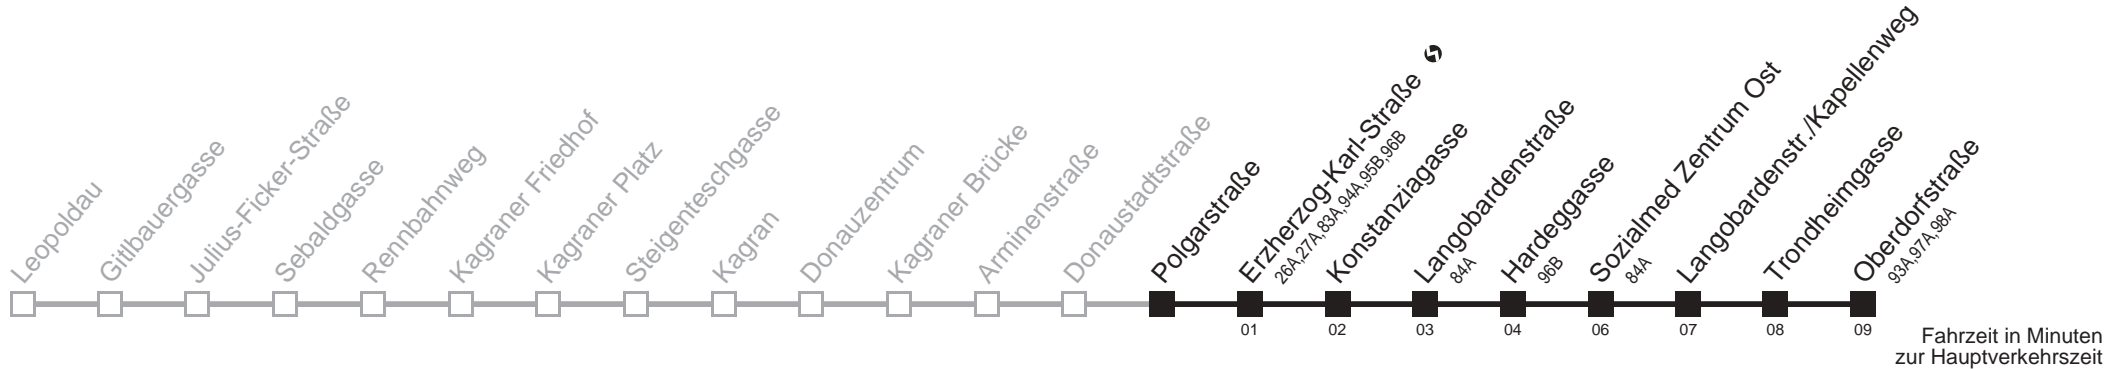 Leopoldau
Gitlbauergasse
Julius-Ficker-Straße
Sebaldgasse
Rennbahnweg
Kagraner Friedhof
Kagraner Platz
Steigenteschgasse
Kagran
Donauzentrum
Kagraner Brücke
Arminenstraße
Donaustadtstraße
Polgarstraße
Erzherzog-Karl-Straße
26A,27A,83A,94A,95B,96B
Konstanziagasse
Langobardenstraße
84A
Hardeggasse
96B
Sozialmed Zentrum Ost
84A
Langobardenstr./Kapellenweg
Trondheimgasse
Oberdorfstraße
93A,97A,98A
01 02 03 04 06 07 08 09
Fahrzeit in Minuten
zur Hauptverkehrszeit